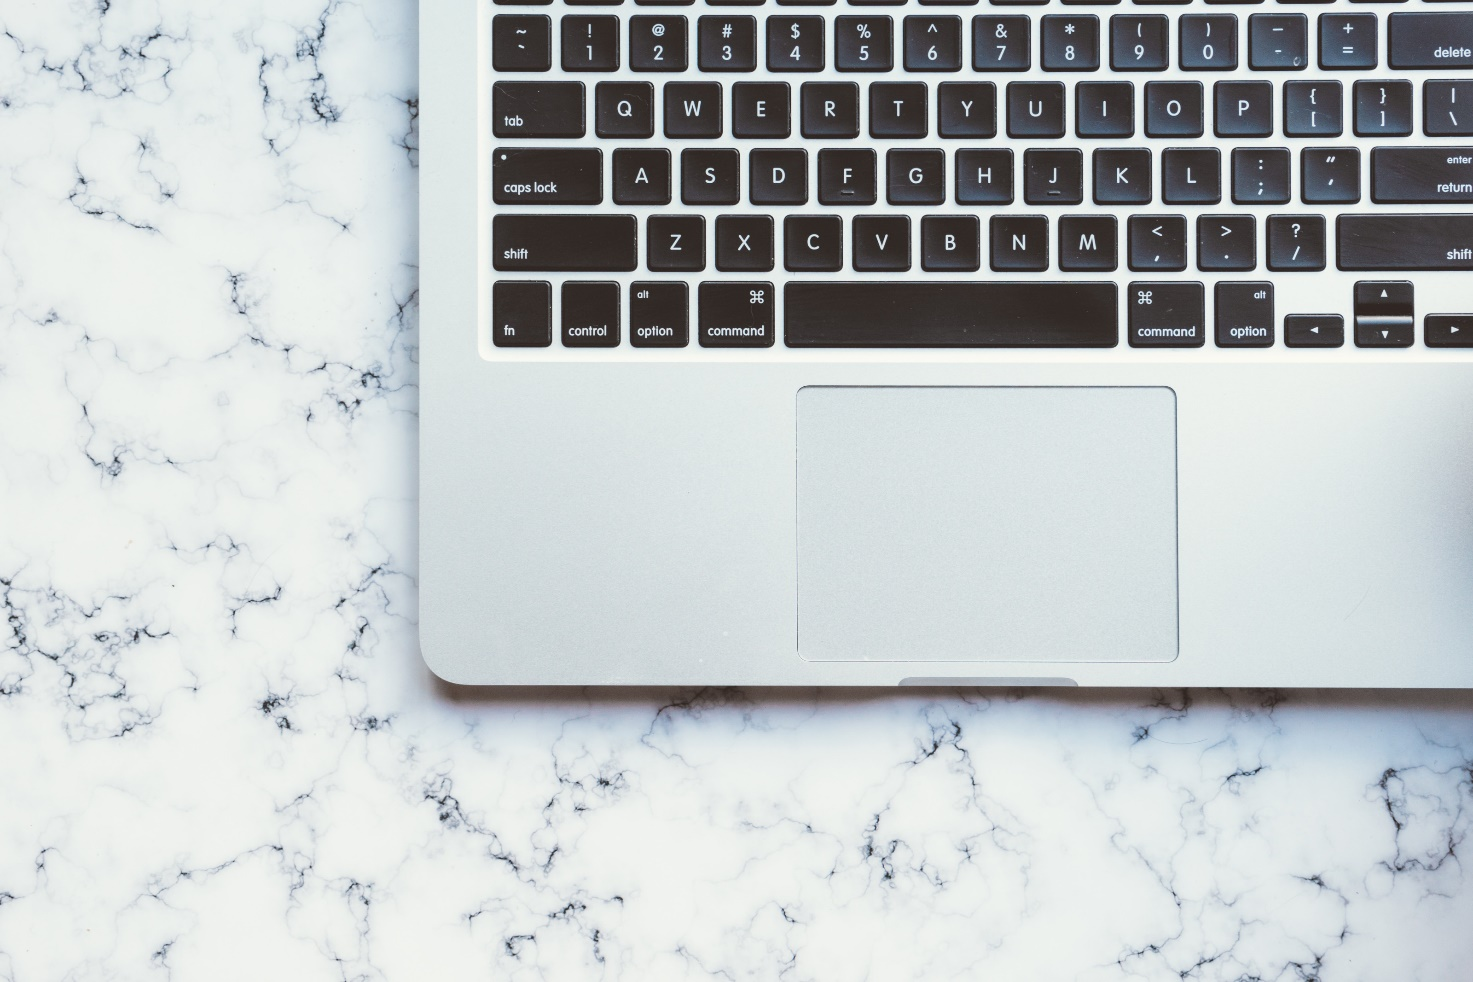 ~ ! @ # $ % ^ & * ( ) – +
` 1 2 3 4 5 6 7 8 9 0 - = delete
tab Q W E R T Y U I O P { [ } ] | \
caps lock A S D F G H J K L : ; " ' enter return
shift Z X C V B N M < , > . ? / shift
fn control alt option ⌘ command ⌘ command alt option ◄ ▲ ▼ ►